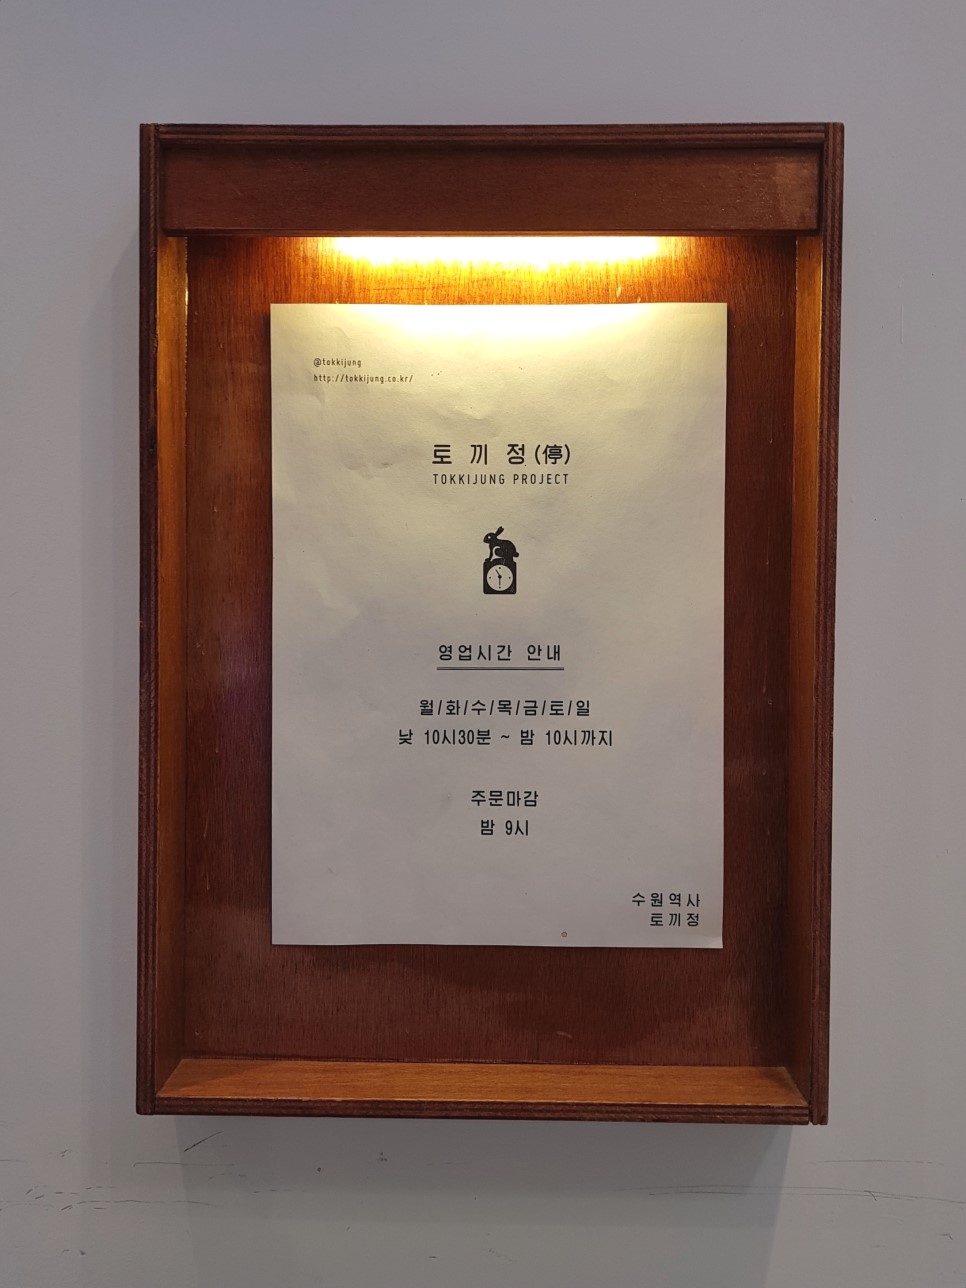 @tokkijung
http://tokkijung.co.kr/
토 끼 정 (停)
TOKKIJUNG PROJECT
영업시간 안내
월/화/수/목/금/토/일
낮 10시30분 ~ 밤 10시까지
주문마감
밤 9시
수원역사
토끼정